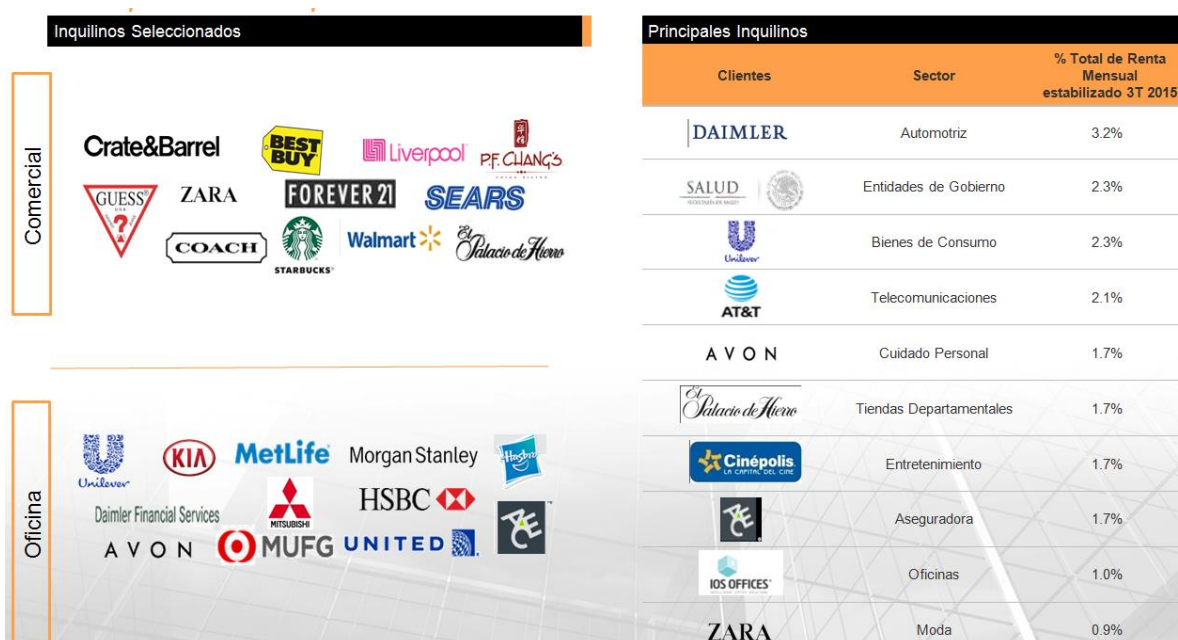 Inquilinos Seleccionados
Comercial
Crate&Barrel
BEST
BUY
Liverpool
P.F. CHANG'S
GUESS
?
ZARA
FOREVER 21
SEARS
COACH
STARBUCKS
Walmart
El
Palacio de Hierro
Oficina
Unilever
KIA
MetLife
Morgan Stanley
Hasbro
Daimler Financial Services
MITSUBISHI
HSBC
AVON
MUFG
UNITED
ACE
Principales Inquilinos
Clientes
Sector
% Total de Renta
Mensual
estabilizado 3T 2015
DAIMLER
Automotriz
3.2%
SALUD
SECRETARÍA DE SALUD
Entidades de Gobierno
2.3%
Unilever
Bienes de Consumo
2.3%
AT&T
Telecomunicaciones
2.1%
AVON
Cuidado Personal
1.7%
El
Palacio de Hierro
Tiendas Departamentales
1.7%
Cinépolis
LA CAPITAL DEL CINE
Entretenimiento
1.7%
ACE
Aseguradora
1.7%
IOS OFFICES
Oficinas
1.0%
ZARA
Moda
0.9%